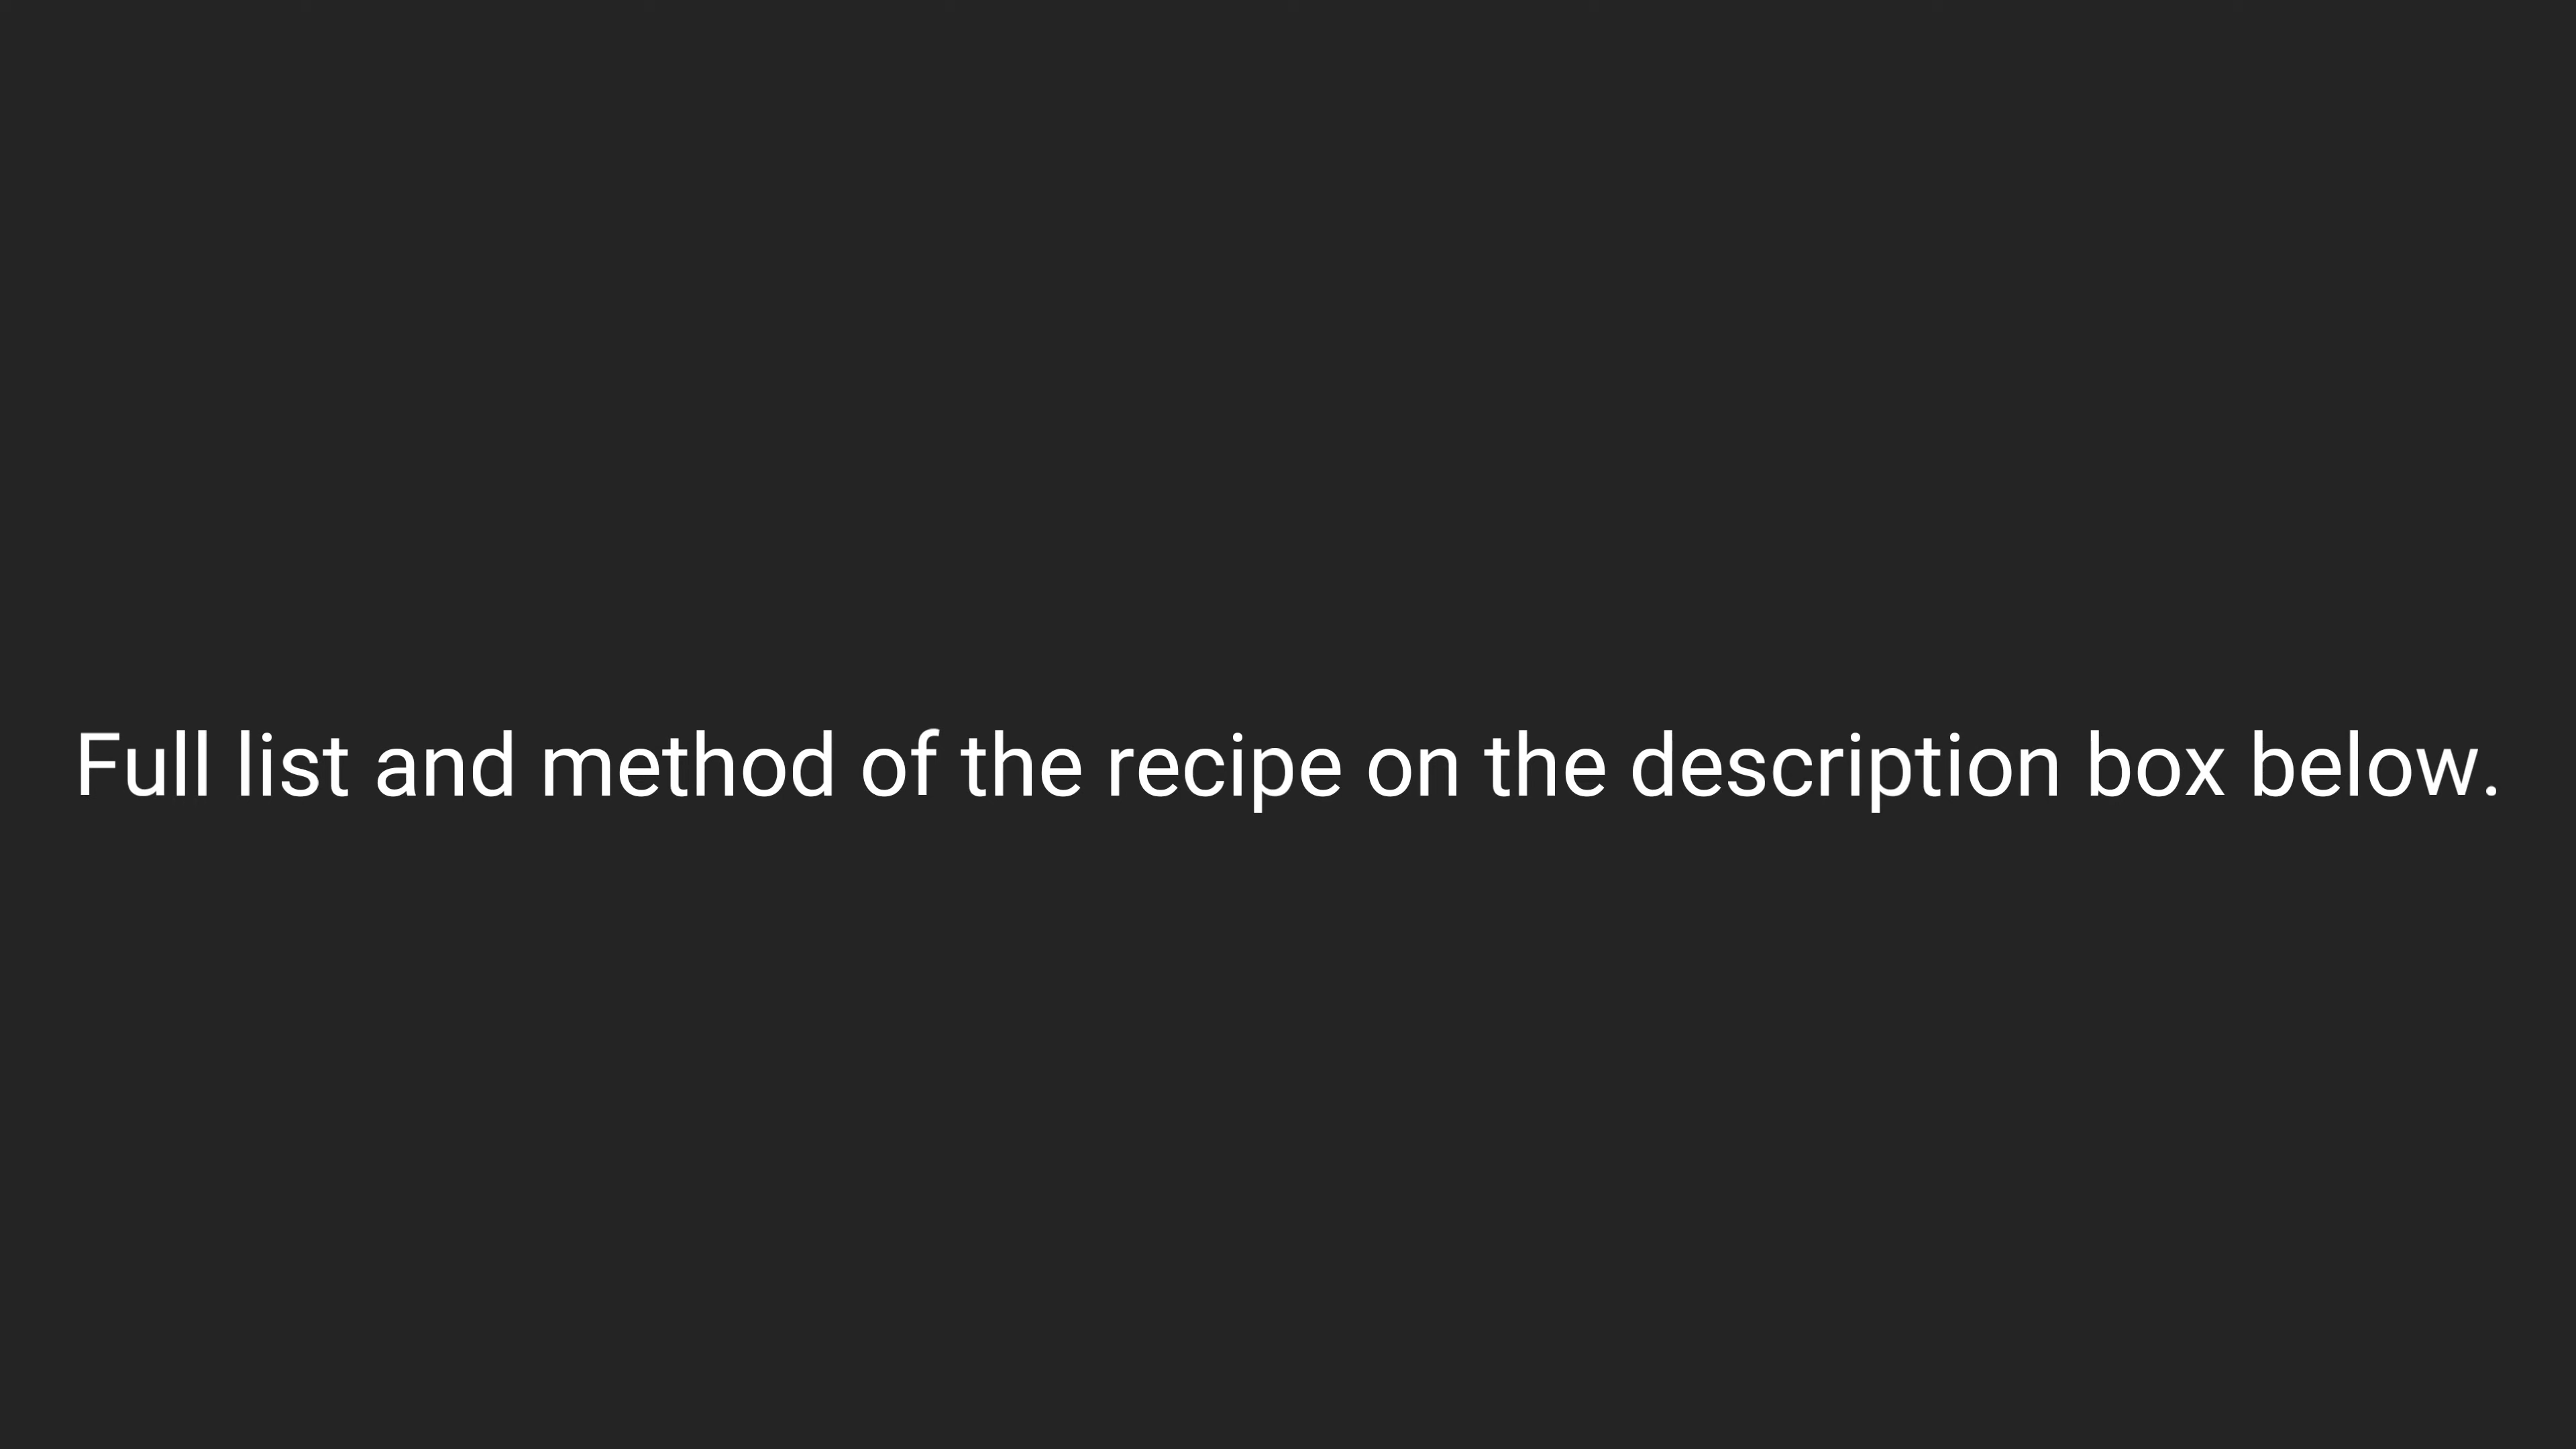 Full list and method of the recipe on the description box below.